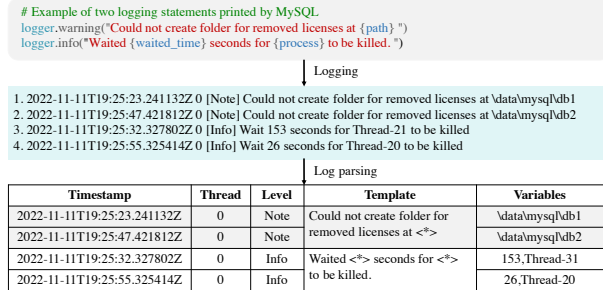 # Example of two logging statements printed by MySQL
logger.warning("Could not create folder for removed licenses at {path} ")
logger.info("Waited {waited_time} seconds for {process} to be killed. ")
Logging
1. 2022-11-11T19:25:23.241132Z 0 [Note] Could not create folder for removed licenses at \data\mysql\db1
2. 2022-11-11T19:25:47.421812Z 0 [Note] Could not create folder for removed licenses at \data\mysql\db2
3. 2022-11-11T19:25:32.327802Z 0 [Info] Wait 153 seconds for Thread-21 to be killed
4. 2022-11-11T19:25:55.325414Z 0 [Info] Wait 26 seconds for Thread-20 to be killed
Log parsing
Timestamp Thread Level Template Variables
2022-11-11T19:25:23.241132Z 0 Note Could not create folder for \data\mysql\db1
2022-11-11T19:25:47.421812Z 0 Note removed licenses at <*> \data\mysql\db2
2022-11-11T19:25:32.327802Z 0 Info Waited <*> seconds for <*> 153,Thread-31
2022-11-11T19:25:55.325414Z 0 Info to be killed. 26,Thread-20